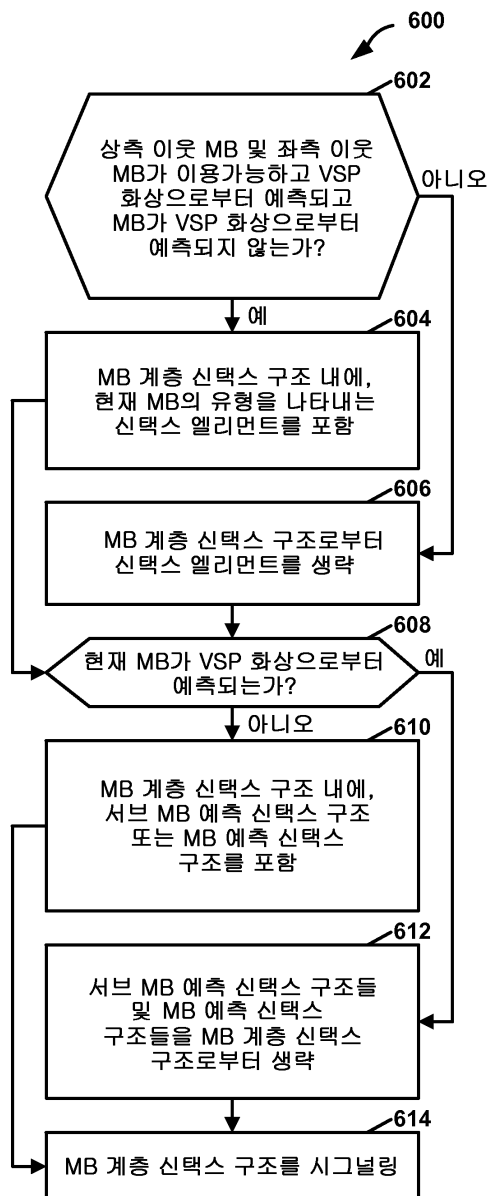 600
602
상측 이웃 MB 및 좌측 이웃
MB가 이용가능하고 VSP
화상으로부터 예측되고
MB가 VSP 화상으로부터
예측되지 않는가?
아니오
예
604
MB 계층 신택스 구조 내에,
현재 MB의 유형을 나타내는
신택스 엘리먼트를 포함
606
MB 계층 신택스 구조로부터
신택스 엘리먼트를 생략
608
현재 MB가 VSP 화상으로부터
예측되는가?
예
아니오
610
MB 계층 신택스 구조 내에,
서브 MB 예측 신택스 구조
또는 MB 예측 신택스
구조를 포함
612
서브 MB 예측 신택스 구조들
및 MB 예측 신택스
구조들을 MB 계층 신택스
구조로부터 생략
614
MB 계층 신택스 구조를 시그널링